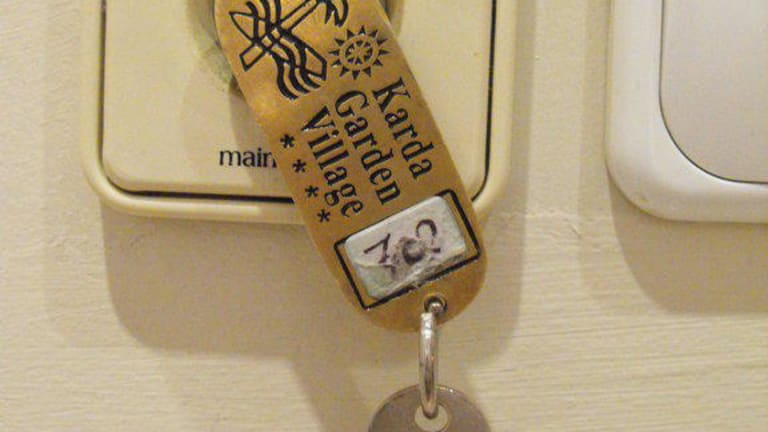 main
Karda
Garden
Village
****